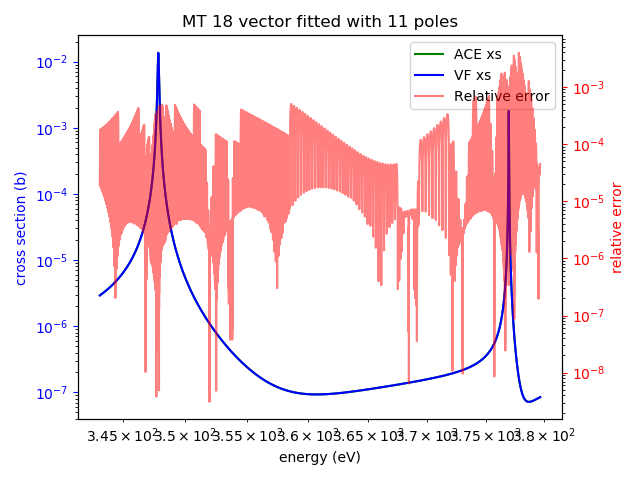 MT 18 vector fitted with 11 poles
ACE xs
VF xs
Relative error
cross section (b)
10⁻²
10⁻³
10⁻⁴
10⁻⁵
10⁻⁶
10⁻⁷
10⁻³
10⁻⁴
10⁻⁵
10⁻⁶
10⁻⁷
10⁻⁸
relative error
3.45 × 10² 3.5 × 10² 3.55 × 10² 3.6 × 10² 3.65 × 10² 3.7 × 10² 3.75 × 10² 3.8 × 10²
energy (eV)